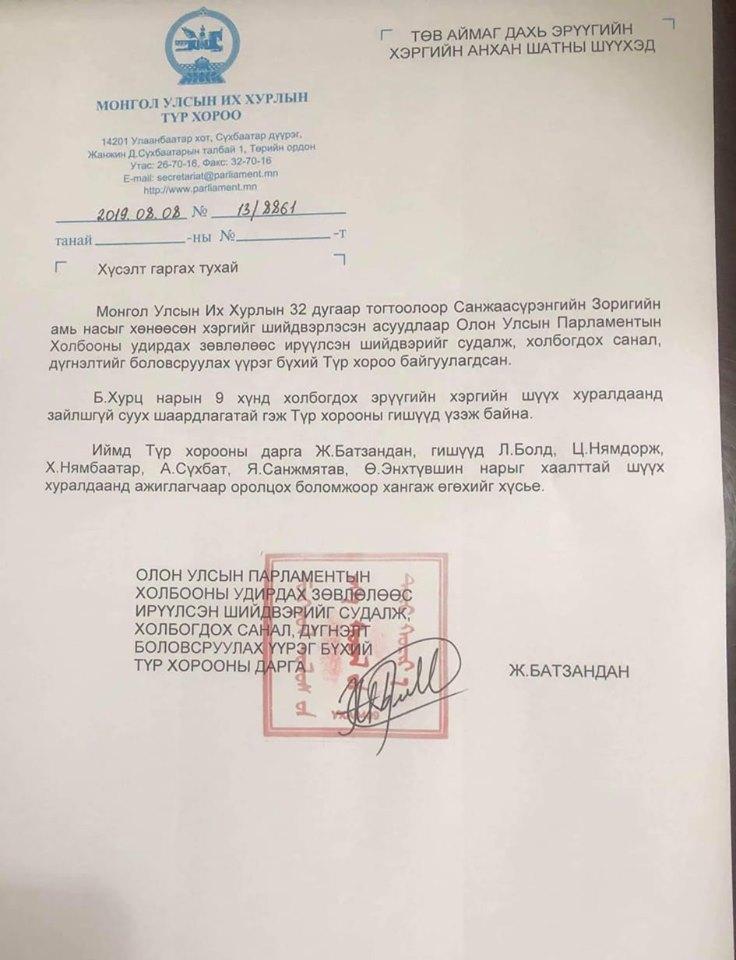 МОНГОЛ УЛСЫН ИХ ХУРЛЫН
ТҮР ХОРОО
14201 Улаанбаатар хот, Сүхбаатар дүүрэг,
Жанжин Д.Сүхбаатарын талбай 1, Төрийн ордон
Утас: 26-70-16, Факс: 32-70-16
E-mail: secretariat@parliament.mn
http://www.parliament.mn
2019.08.08 № 13/8861
танай -ны № -т
ТӨВ АЙМАГ ДАХЬ ЭРҮҮГИЙН
ХЭРГИЙН АНХАН ШАТНЫ ШҮҮХЭД
Хүсэлт гаргах тухай
Монгол Улсын Их Хурлын 32 дугаар тогтоолоор Санжаасүрэнгийн Зоригийн
амь насыг хөнөөсөн хэргийг шийдвэрлэсэн асуудлаар Олон Улсын Парламентын
Холбооны удирдах зөвлөлөөс ирүүлсэн шийдвэрийг судалж, холбогдох санал,
дүгнэлтийг боловсруулах үүрэг бүхий Түр хороо байгуулагдсан.
Б.Хурц нарын 9 хүнд холбогдох эрүүгийн хэргийн шүүх хуралдаанд
зайлшгүй суух шаардлагатай гэж Түр хорооны гишүүд үзэж байна.
Иймд Түр хорооны дарга Ж.Батзандан, гишүүд Л.Болд, Ц.Нямдорж,
Х.Нямбаатар, А.Сүхбат, Я.Санжмятав, Ө.Энхтүвшин нарыг хаалттай шүүх
хуралдаанд ажиглагчаар оролцох боломжоор хангаж өгөхийг хүсье.
ОЛОН УЛСЫН ПАРЛАМЕНТЫН
ХОЛБООНЫ УДИРДАХ ЗӨВЛӨЛӨӨС
ИРҮҮЛСЭН ШИЙДВЭРИЙГ СУДАЛЖ,
ХОЛБОГДОХ САНАЛ, ДҮГНЭЛТ
БОЛОВСРУУЛАХ ҮҮРЭГ БҮХИЙ
ТҮР ХОРООНЫ ДАРГА
Ж.БАТЗАНДАН